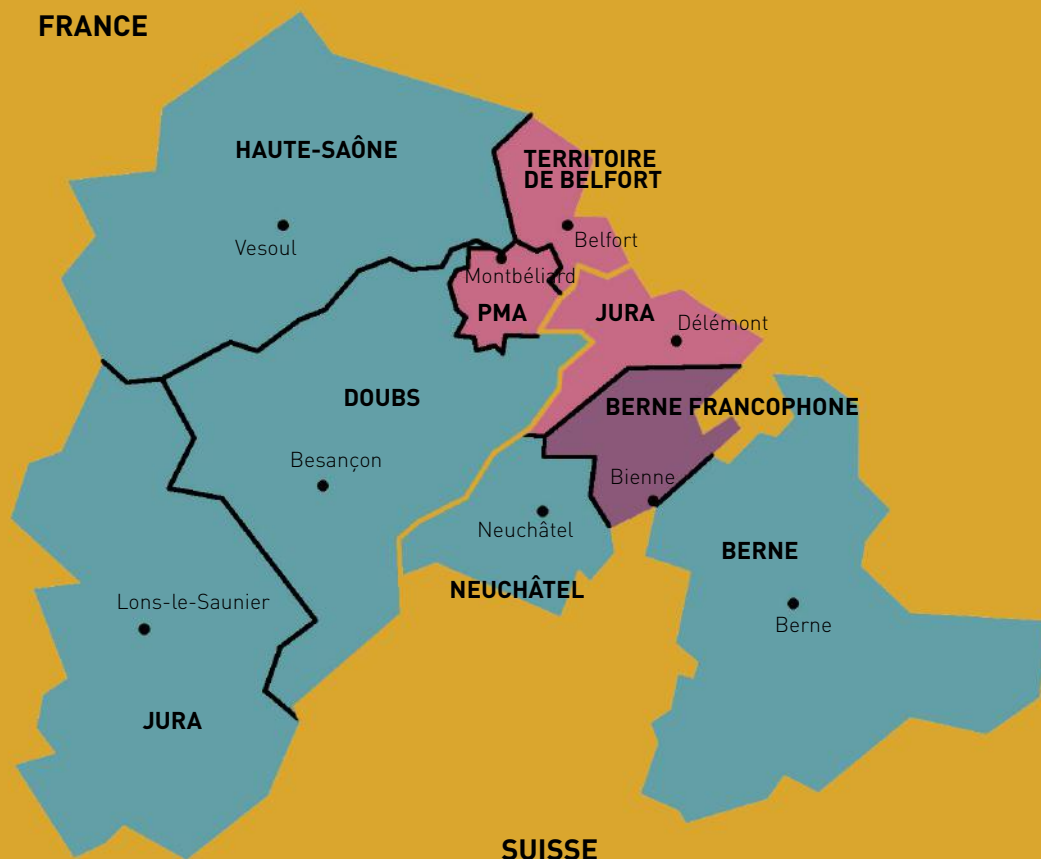 FRANCE
HAUTE-SAÔNE
TERRITOIRE
DE BELFORT
Vesoul
Belfort
Montbéliard
PMA
JURA
Délémont
DOUBS
BERNE FRANCOPHONE
Besançon
Bienne
Neuchâtel
BERNE
NEUCHÂTEL
Lons-le-Saunier
Berne
JURA
SUISSE